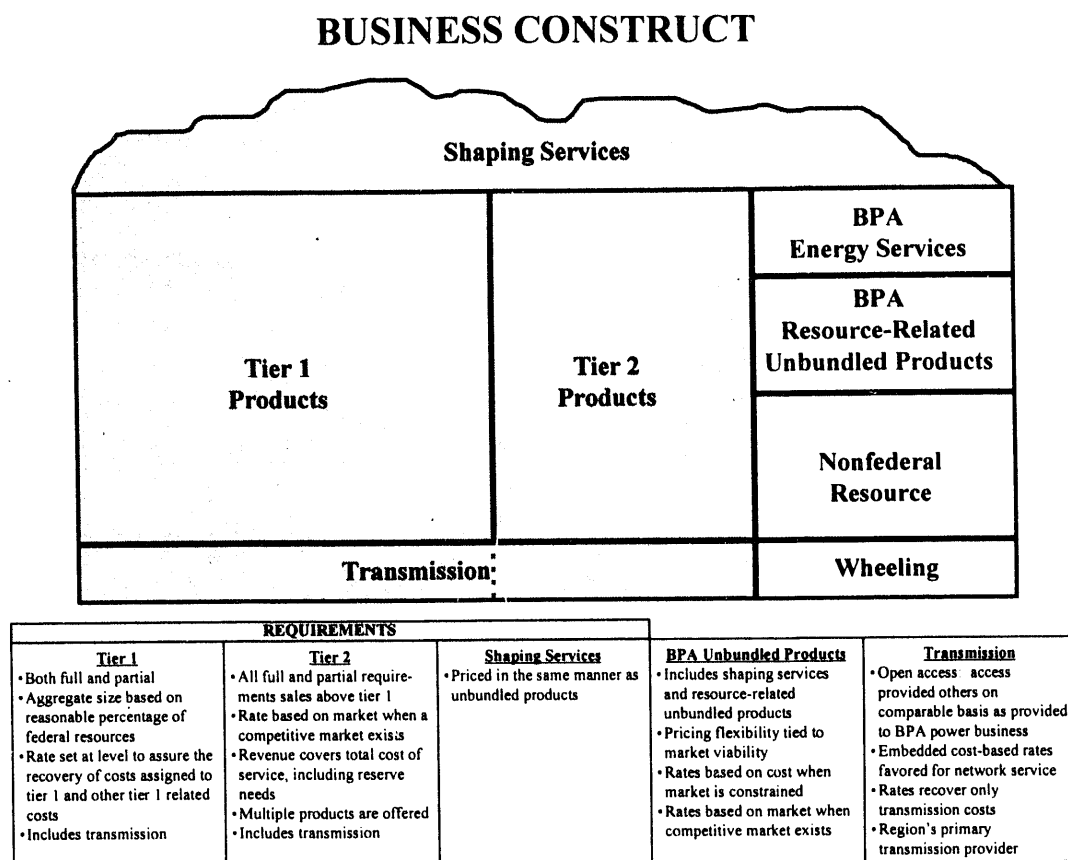 BUSINESS CONSTRUCT
Shaping Services
Tier 1
Products
Tier 2
Products
BPA
Energy Services
BPA
Resource-Related
Unbundled Products
Nonfederal
Resource
Transmission
Wheeling
REQUIREMENTS
Tier 1
• Both full and partial
• Aggregate size based on
reasonable percentage of
federal resources
• Rate set at level to assure the
recovery of costs assigned to
tier 1 and other tier 1 related
costs
• Includes transmission
Tier 2
• All full and partial require-
ments sales above tier 1
• Rate based on market when a
competitive market exists
• Revenue covers total cost of
service, including reserve
needs
• Multiple products are offered
• Includes transmission
Shaping Services
• Priced in the same manner as
unbundled products
BPA Unbundled Products
• Includes shaping services
and resource-related
unbundled products
• Pricing flexibility tied to
market viability
• Rates based on cost when
market is constrained
• Rates based on market when
competitive market exists
Transmission
• Open access: access
provided others on
comparable basis as provided
to BPA power business
• Embedded cost-based rates
favored for network service
• Rates recover only
transmission costs
• Region's primary
transmission provider